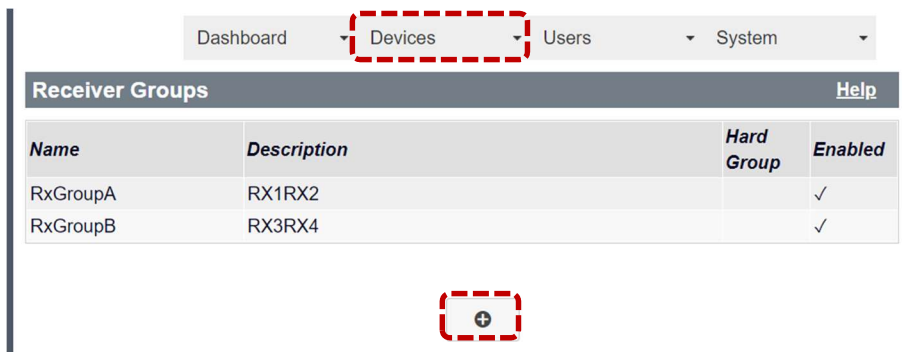 Dashboard Devices Users System
Receiver Groups Help
Name Description Hard Group Enabled
RxGroupA RX1RX2 ✓
RxGroupB RX3RX4 ✓